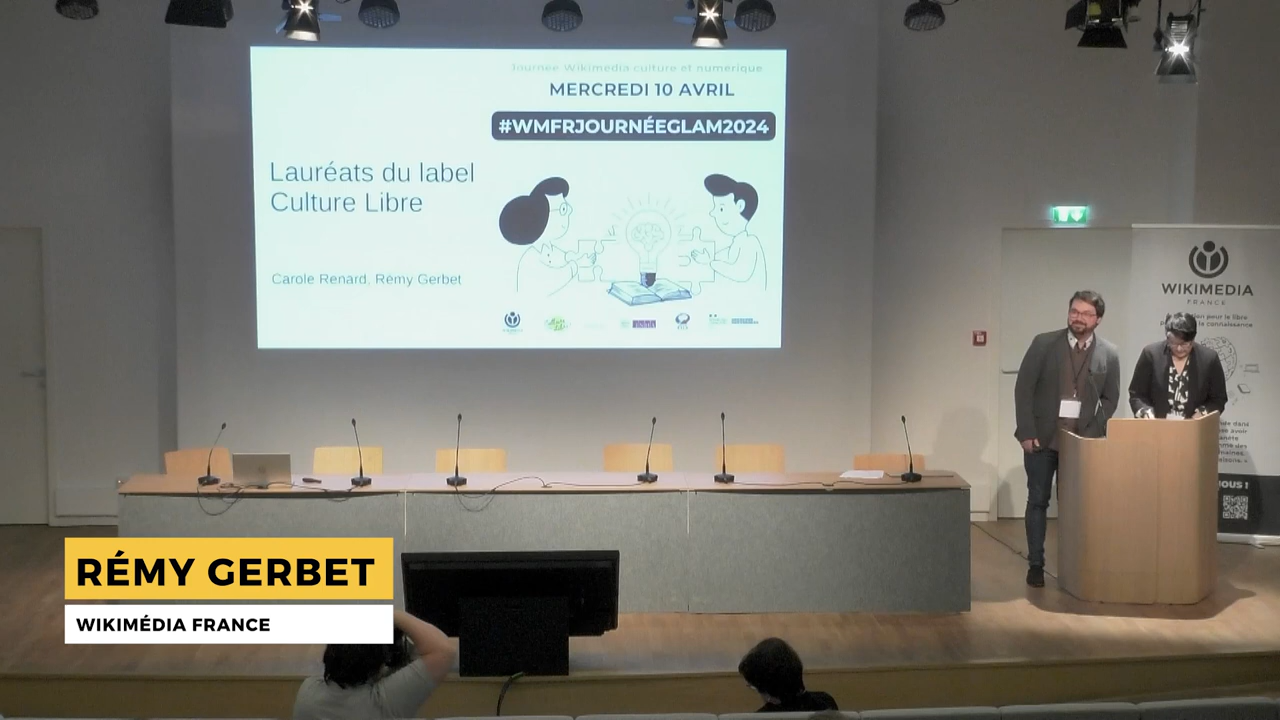 Journée Wikimédia culture et numérique
MERCREDI 10 AVRIL
#WMFRJOURNÉEGLAM2024
Lauréats du label
Culture Libre
Carole Renard, Rémy Gerbet
WIKIMEDIA
FRANCE
RÉMY GERBET
WIKIMÉDIA FRANCE